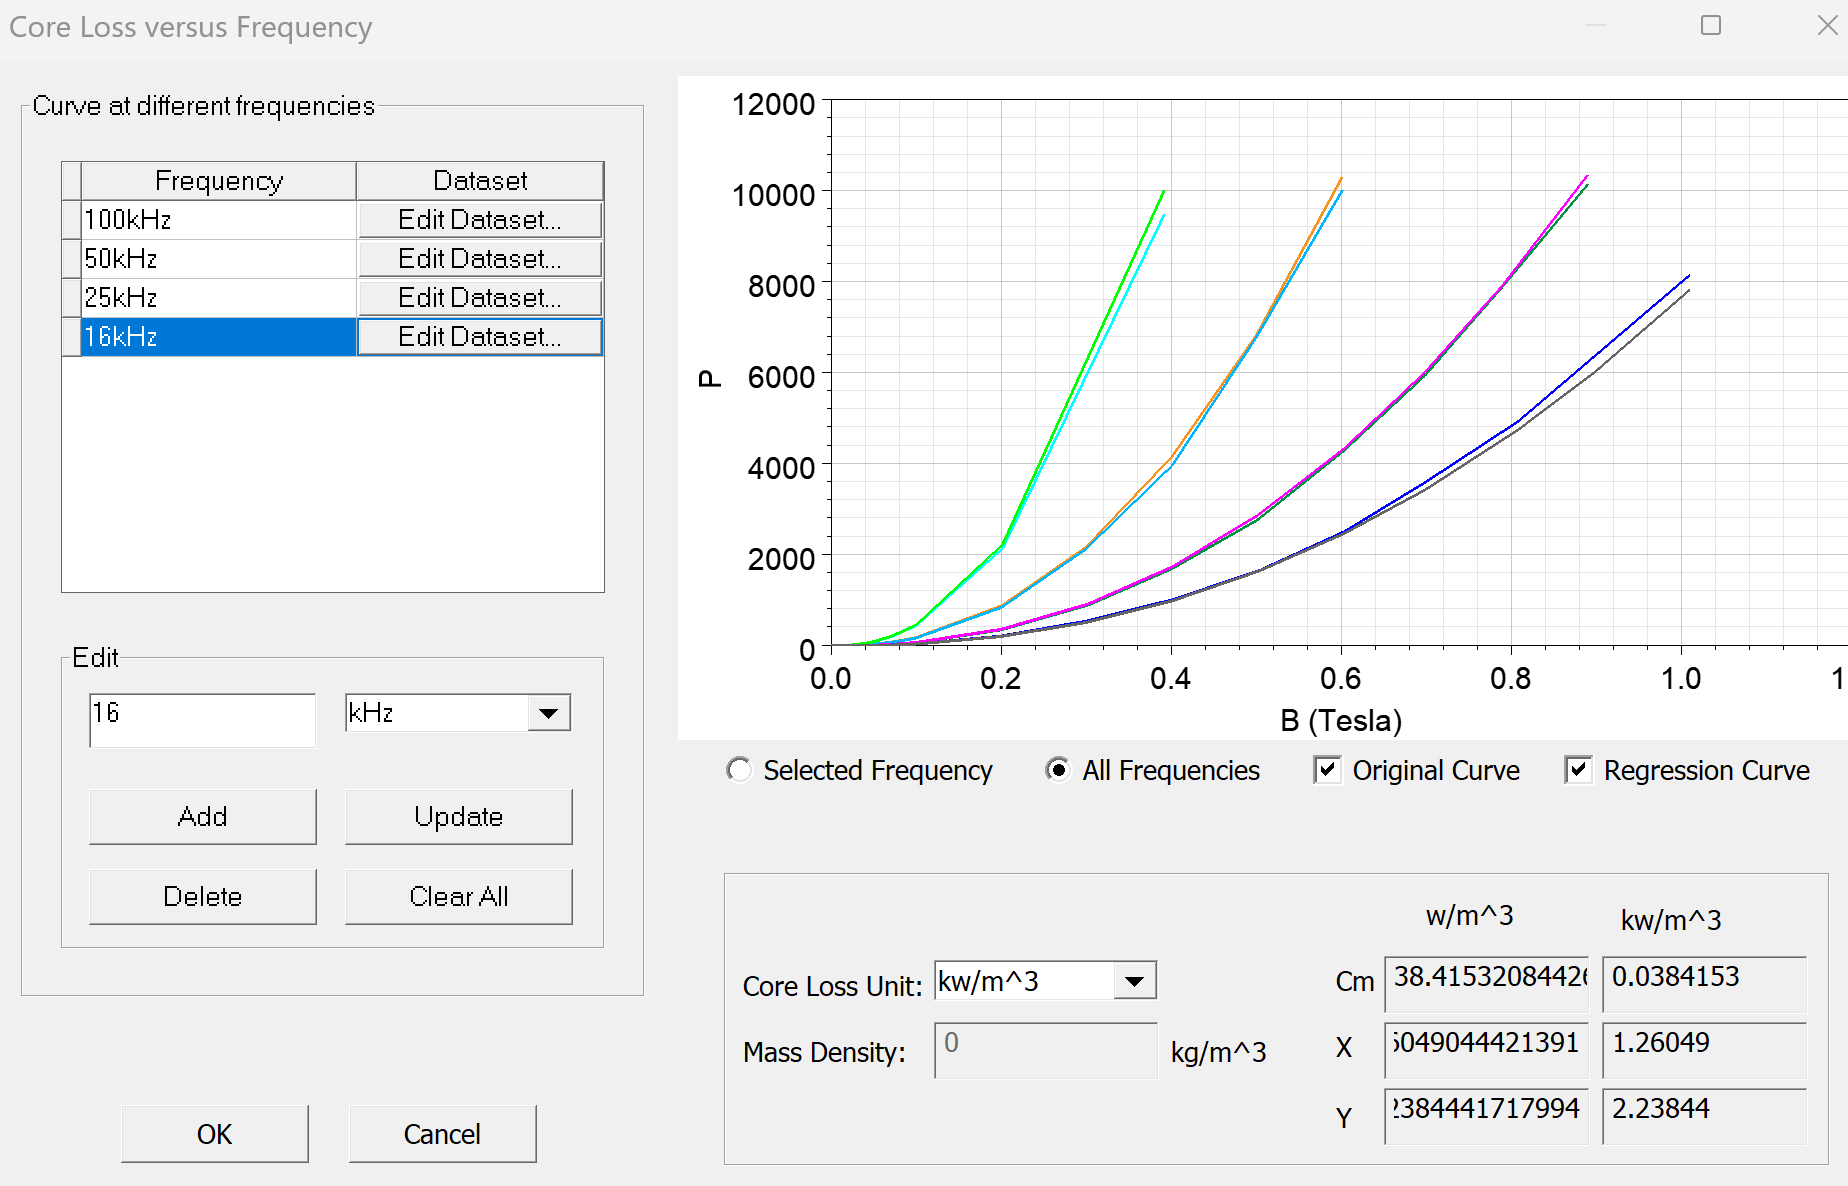 Core Loss versus Frequency
Curve at different frequencies
Frequency Dataset
100kHz Edit Dataset...
50kHz Edit Dataset...
25kHz Edit Dataset...
16kHz Edit Dataset...
Edit
16 kHz
Add Update
Delete Clear All
OK Cancel
12000
10000
8000
6000
4000
2000
0
P
0.0 0.2 0.4 0.6 0.8 1.0 1
B (Tesla)
Selected Frequency All Frequencies Original Curve Regression Curve
w/m^3 kw/m^3
Core Loss Unit: kw/m^3 Cm 38.4153208442 0.0384153
Mass Density: 0 kg/m^3 X 5049044421391 1.26049
Y 2384441717994 2.23844